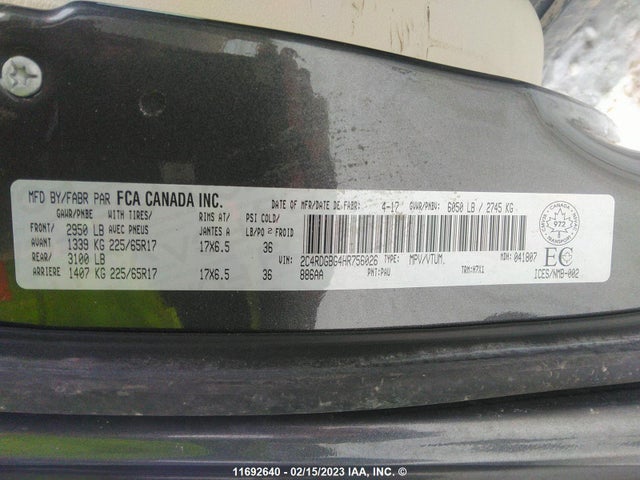 MFD BY/FABR PAR FCA CANADA INC. DATE OF MFR/DATE DE FABR: 4-17 GVWR/PNBV: 6050 LB / 2745 KG
GAWR/PNBE WITH TIRES/ RIMS AT/ PSI COLD/
FRONT/ 2950 LB AVEC PNEUS JANTES A LB/PO ² FROID
AVANT 1339 KG 225/65R17 17X6.5 36
REAR/ 3100 LB
ARRIERE 1407 KG 225/65R17 17X6.5 36
VIN: 2C4RDGBG4HR756026 TYPE: MPV/VTUM. MDH: 041807
BB6AA PNT: PAU TRM: H7X1
972
EC
ICES/NMB-002
11692640 - 02/15/2023 IAA, INC. ©